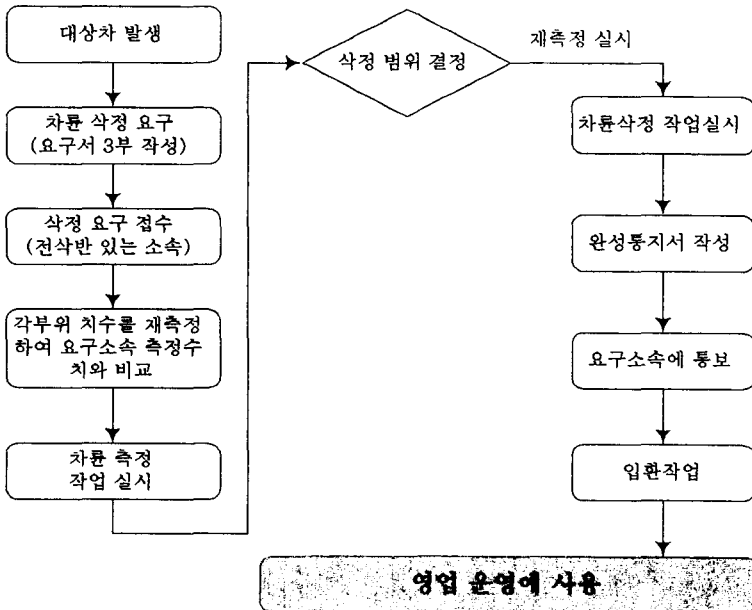 대상차 발생
차륜 삭정 요구
(요구서 3부 작성)
삭정 요구 접수
(전삭반 있는 소속)
각부위 치수를 재측정
하여 요구소속 측정수
치와 비교
차륜 측정
작업 실시
삭정 범위 결정
재측정 실시
차륜삭정 작업실시
완성통지서 작성
요구소속에 통보
입환작업
영업 운영에 사용